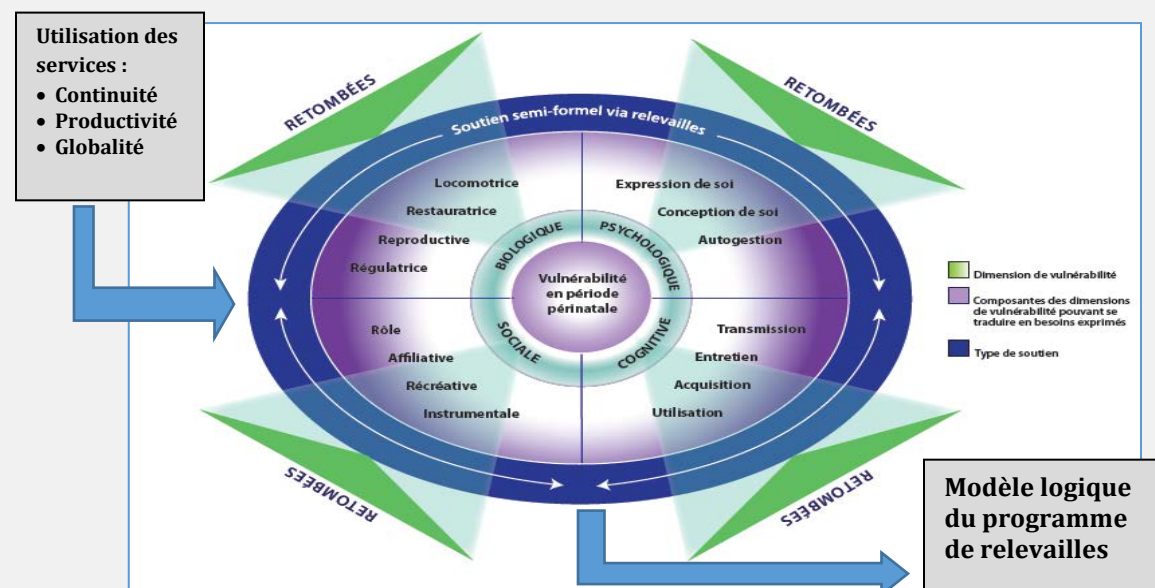 Utilisation des
services :
• Continuité
• Productivité
• Globalité
RETOMBÉES
RETOMBÉES
Soutien semi-formel via relevailles
Locomotrice
Restauratrice
Reproductive
Régulatrice
Expression de soi
Conception de soi
Autogestion
BIOLOGIQUE
PSYCHOLOGIQUE
Vulnérabilité
en période
périnatale
SOCIALE
COGNITIVE
Rôle
Affiliative
Récréative
Instrumentale
Transmission
Entretien
Acquisition
Utilisation
Dimension de vulnérabilité
Composantes des dimensions
de vulnérabilité pouvant se
traduire en besoins exprimés
Type de soutien
RETOMBÉES
RETOMBÉES
Modèle logique
du programme
de relevailles